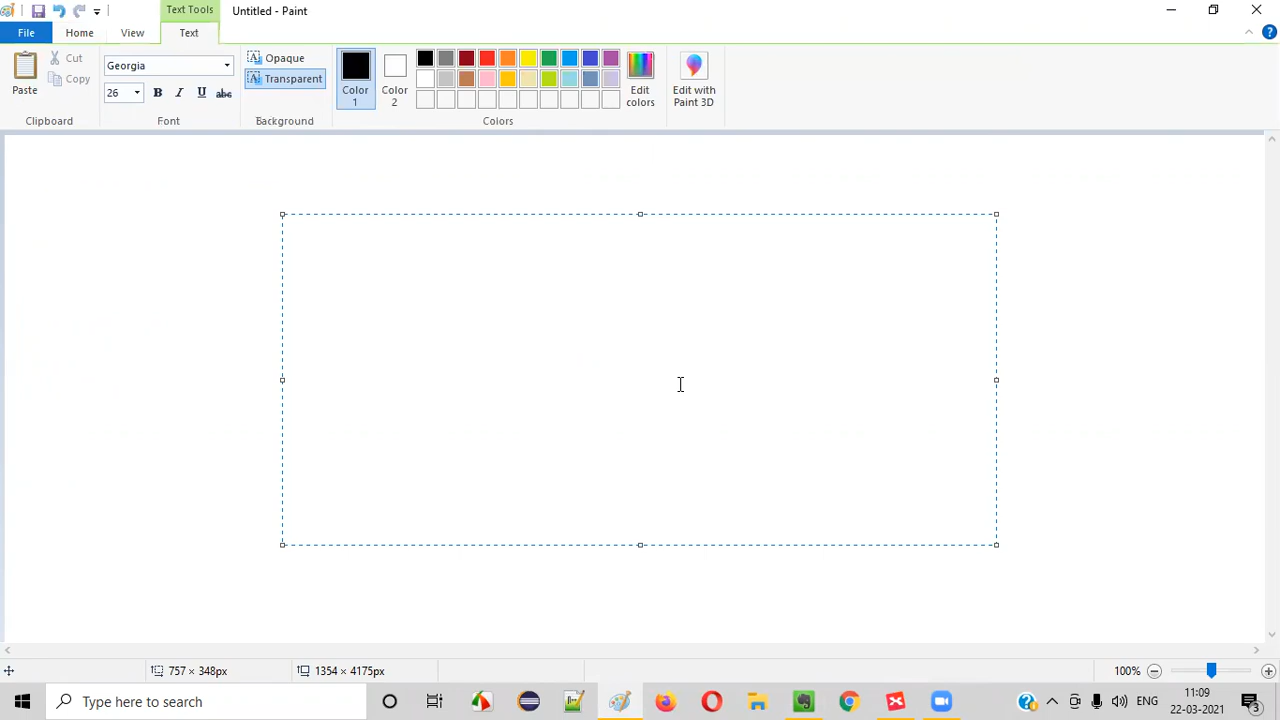 Text Tools
Untitled - Paint
File
Home
View
Text
Paste
Cut
Copy
Clipboard
Georgia
26
B I U abc
Font
Opaque
Transparent
Background
Color 1
Color 2
Edit colors
Colors
Edit with Paint 3D
757 × 348px
1354 × 4175px
100%
Type here to search
ENG
11:09
22-03-2021
3